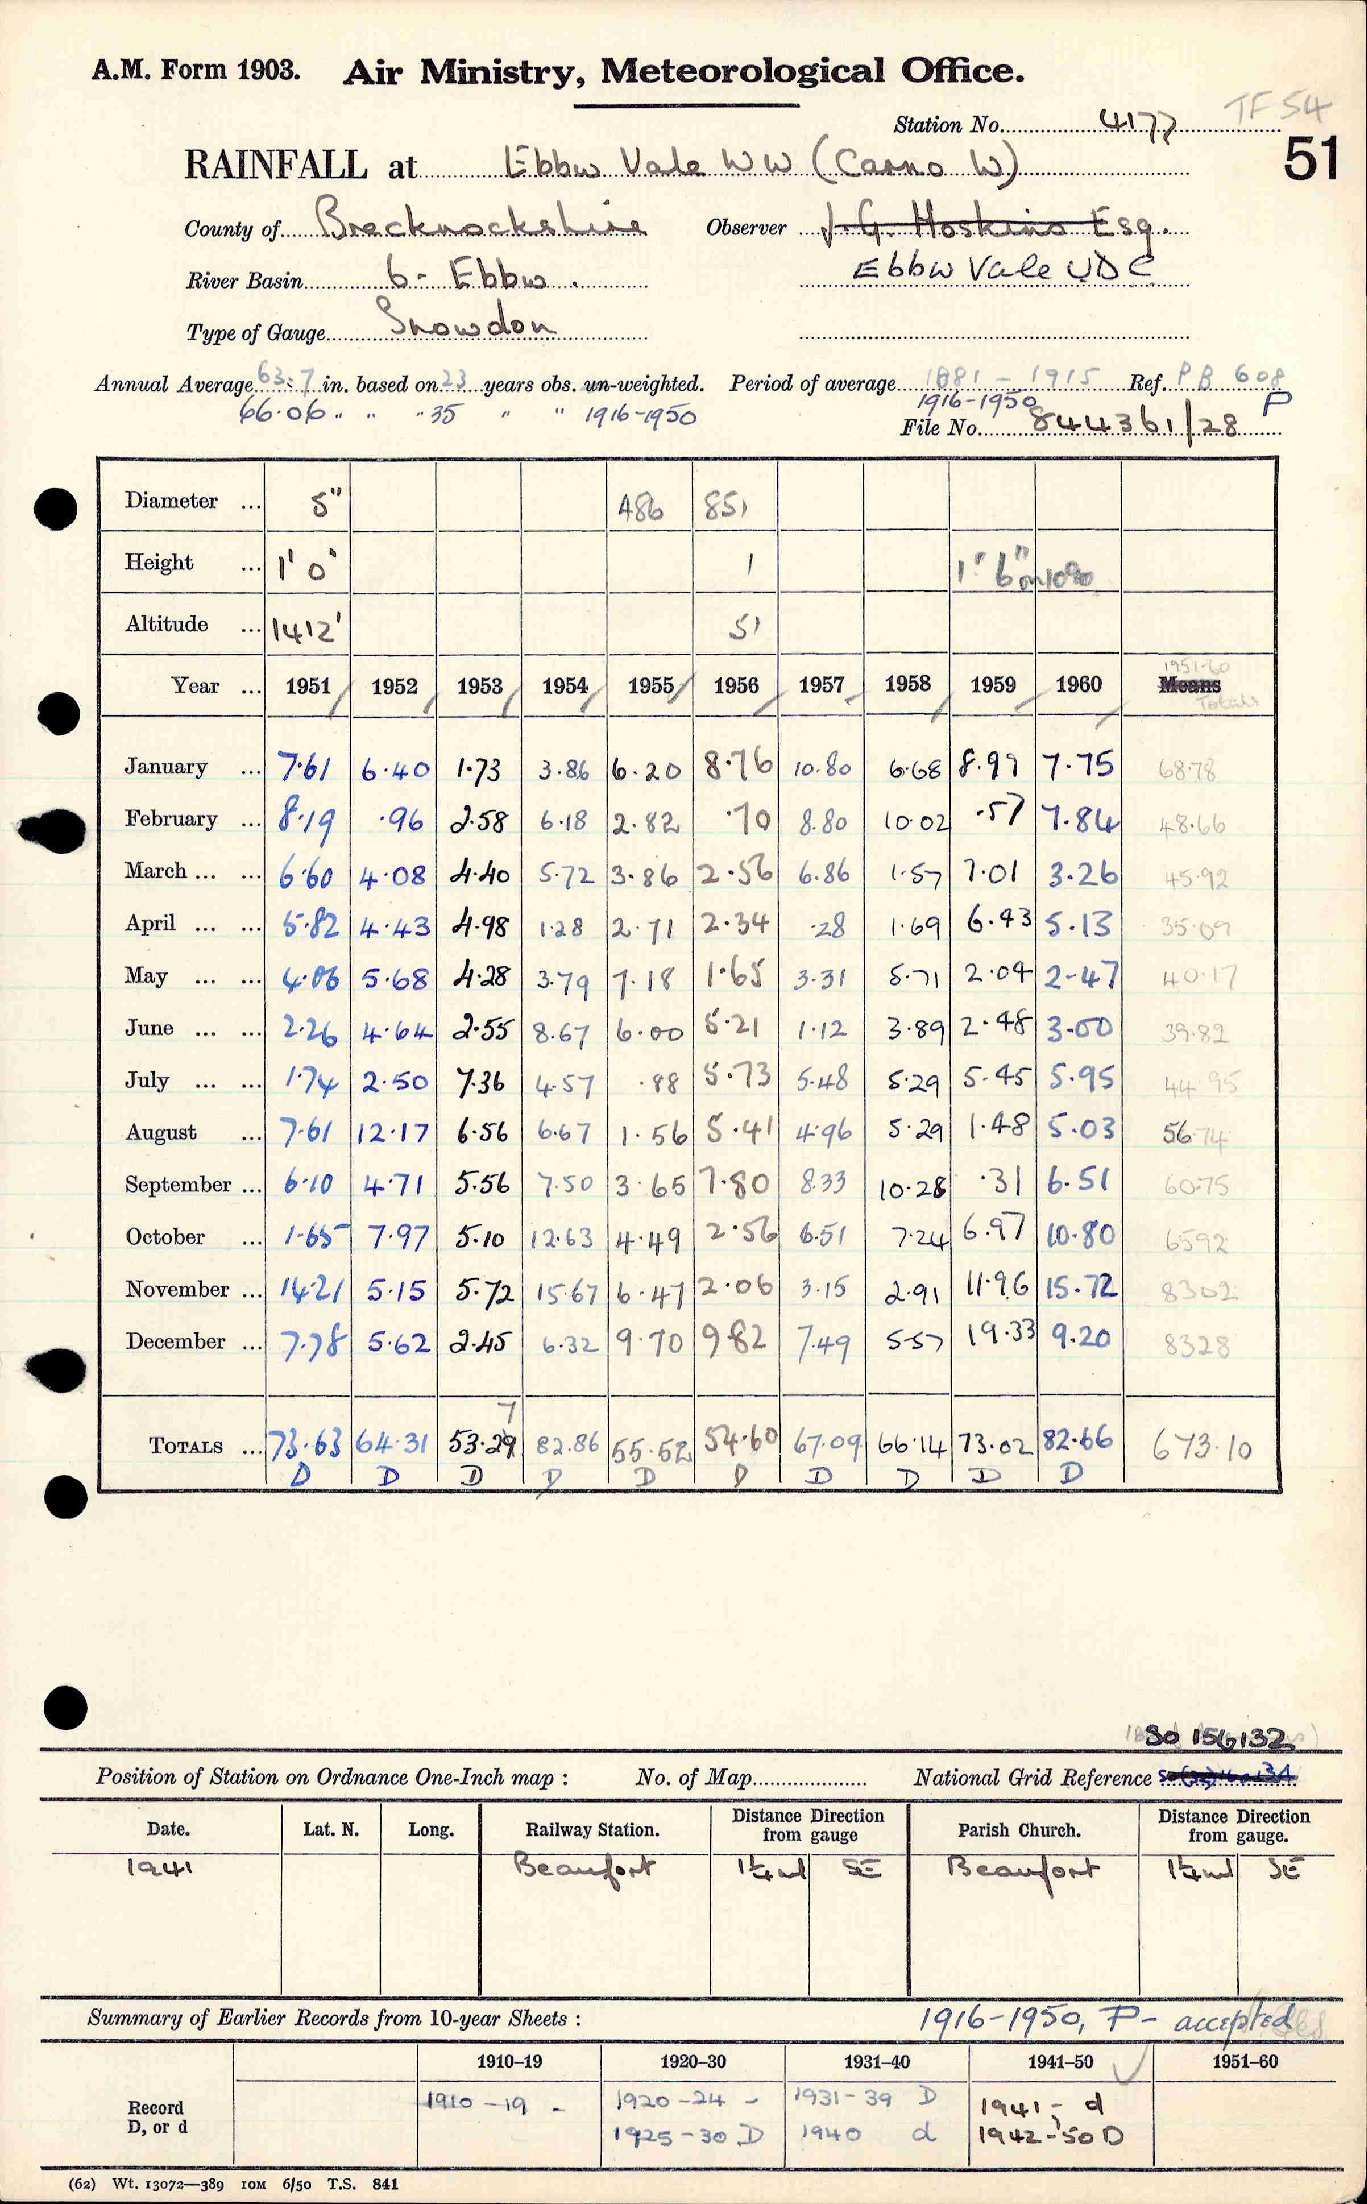 A.M. Form 1903. Air Ministry, Meteorological Office.
TF 54
Station No. 4177
51
RAINFALL at Ebbw Vale WW (Carno W)
County of Brecknockshire Observer J.G. Hoskins Esq.
River Basin 6- Ebbw. Ebbw Vale UDC
Type of Gauge Snowdon
Annual Average 63.7 in. based on 23 years obs. un-weighted. Period of average 1881 - 1915 Ref. PB 608
66.06 " " " 35 " " 1916-1950 1916-1950 P
File No. 844361/28
Diameter ... 5" 486 851
Height ... 1' 0" 1 1' 6" on
Altitude ... 1412' 51
1951-60
Year ... 1951 1952 1953 1954 1955 1956 1957 1958 1959 1960 Means
Totals
January ... 7.61 6.40 1.73 3.86 6.20 8.76 10.80 6.68 8.99 7.75 68.78
February ... 8.19 .96 2.58 6.18 2.82 .70 8.80 10.02 .57 7.84 48.66
March ... ... 6.60 4.08 4.40 5.72 3.86 2.56 6.86 1.57 7.01 3.26 45.92
April ... ... 5.82 4.43 4.98 1.28 2.71 2.34 .28 1.69 6.43 5.13 35.09
May ... ... 4.06 5.68 4.28 3.79 7.18 1.65 3.31 5.71 2.04 2.47 40.17
June ... ... 2.26 4.64 2.55 8.67 6.00 5.21 1.12 3.89 2.48 3.00 39.82
July ... ... 1.74 2.50 7.36 4.57 .88 5.73 5.48 5.29 5.45 5.95 44.95
August ... 7.61 12.17 6.56 6.67 1.56 5.41 4.96 5.29 1.48 5.03 56.74
September ... 6.10 4.71 5.56 7.50 3.65 7.80 8.33 10.28 .31 6.51 60.75
October ... 1.65 7.97 5.10 12.63 4.49 2.56 6.51 7.24 6.97 10.80 65.92
November ... 14.21 5.15 5.72 15.67 6.47 2.06 3.15 2.91 11.96 15.72 83.02
December ... 7.78 5.62 2.45 6.32 9.70 9.82 7.49 5.57 19.33 9.20 83.28
7
TOTALS ... 73.63 64.31 53.29 82.86 55.52 54.60 67.09 66.14 73.02 82.66 673.10
D D D D D D D D D D
SO 156132
Position of Station on Ordnance One-Inch map : No. of Map National Grid Reference
Date. Lat. N. Long. Railway Station. Distance Direction from gauge Parish Church. Distance Direction from gauge.
1941 Beaufort 1¼ml SE Beaufort 1¼ml SE
Summary of Earlier Records from 10-year Sheets : 1916-1950, P- accepted
1910–19 1920–30 1931–40 1941–50 1951–60
Record D, or d
1910-19 - 1920-24 - 1931-39 D 1941- d
1925-30 D 1940 d 1942-'50 D
(62) Wt. 13072—389 10M 6/50 T.S. 841